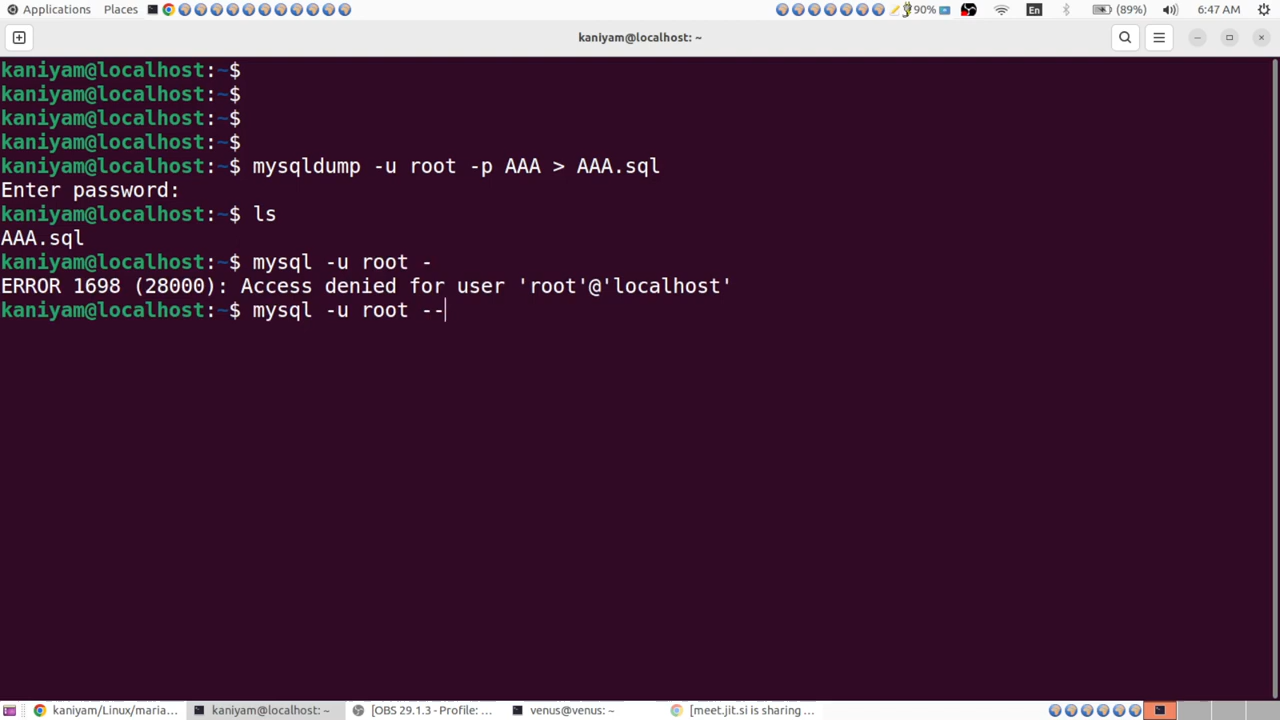 Applications Places 90% En (89%) 6:47 AM
kaniyam@localhost: ~
kaniyam@localhost:~$
kaniyam@localhost:~$
kaniyam@localhost:~$
kaniyam@localhost:~$
kaniyam@localhost:~$ mysqldump -u root -p AAA > AAA.sql
Enter password:
kaniyam@localhost:~$ ls
AAA.sql
kaniyam@localhost:~$ mysql -u root -
ERROR 1698 (28000): Access denied for user 'root'@'localhost'
kaniyam@localhost:~$ mysql -u root --
kaniyam/Linux/maria... kaniyam@localhost: ~ [OBS 29.1.3 - Profile: ... venus@venus: ~ [meet.jit.si is sharing ...